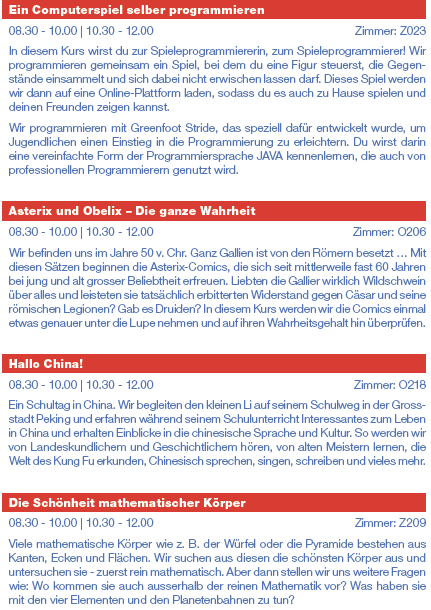 Ein Computerspiel selber programmieren
08.30 - 10.00 | 10.30 - 12.00 Zimmer: Z023
In diesem Kurs wirst du zur Spieleprogrammiererin, zum Spieleprogrammierer! Wir
programmieren gemeinsam ein Spiel, bei dem du eine Figur steuerst, die Gegen-
stände einsammelt und sich dabei nicht erwischen lassen darf. Dieses Spiel werden
wir dann auf eine Online-Plattform laden, sodass du es auch zu Hause spielen und
deinen Freunden zeigen kannst.
Wir programmieren mit Greenfoot Stride, das speziell dafür entwickelt wurde, um
Jugendlichen einen Einstieg in die Programmierung zu erleichtern. Du wirst darin
eine vereinfachte Form der Programmiersprache JAVA kennenlernen, die auch von
professionellen Programmierern genutzt wird.
Asterix und Obelix – Die ganze Wahrheit
08.30 - 10.00 | 10.30 - 12.00 Zimmer: O206
Wir befinden uns im Jahre 50 v. Chr. Ganz Gallien ist von den Römern besetzt … Mit
diesen Sätzen beginnen die Asterix-Comics, die sich seit mittlerweile fast 60 Jahren
bei jung und alt grosser Beliebtheit erfreuen. Liebten die Gallier wirklich Wildschwein
über alles und leisteten sie tatsächlich erbitterten Widerstand gegen Cäsar und seine
römischen Legionen? Gab es Druiden? In diesem Kurs werden wir die Comics einmal
etwas genauer unter die Lupe nehmen und auf ihren Wahrheitsgehalt hin überprüfen.
Hallo China!
08.30 - 10.00 | 10.30 - 12.00 Zimmer: O218
Ein Schultag in China. Wir begleiten den kleinen Li auf seinem Schulweg in der Gross-
stadt Peking und erfahren während seinem Schulunterricht Interessantes zum Leben
in China und erhalten Einblicke in die chinesische Sprache und Kultur. So werden wir
von Landeskundlichem und Geschichtlichem hören, von alten Meistern lernen, die
Welt des Kung Fu erkunden, Chinesisch sprechen, singen, schreiben und vieles mehr.
Die Schönheit mathematischer Körper
08.30 - 10.00 | 10.30 - 12.00 Zimmer: Z209
Viele mathematische Körper wie z. B. der Würfel oder die Pyramide bestehen aus
Kanten, Ecken und Flächen. Wir suchen aus diesen die schönsten Körper aus und
untersuchen sie - zuerst rein mathematisch. Aber dann stellen wir uns weitere Fragen
wie: Wo kommen sie auch ausserhalb der reinen Mathematik vor? Was haben sie
mit den vier Elementen und den Planetenbahnen zu tun?